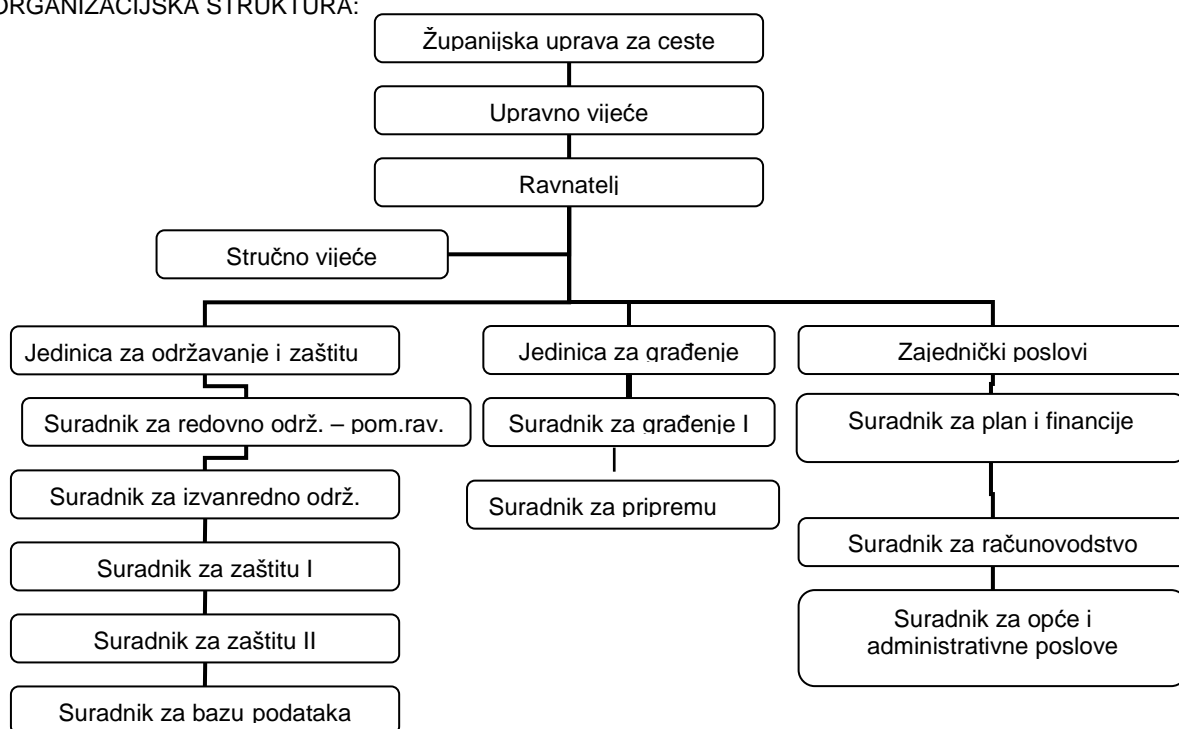 ORGANIZACIJSKA STRUKTURA:
Županijska uprava za ceste
Upravno vijeće
Ravnatelj
Stručno vijeće
Jedinica za održavanje i zaštitu
Suradnik za redovno održ. – pom.rav.
Suradnik za izvanredno održ.
Suradnik za zaštitu I
Suradnik za zaštitu II
Suradnik za bazu podataka
Jedinica za građenje
Suradnik za građenje I
Suradnik za pripremu
Zajednički poslovi
Suradnik za plan i financije
Suradnik za računovodstvo
Suradnik za opće i
administrativne poslove